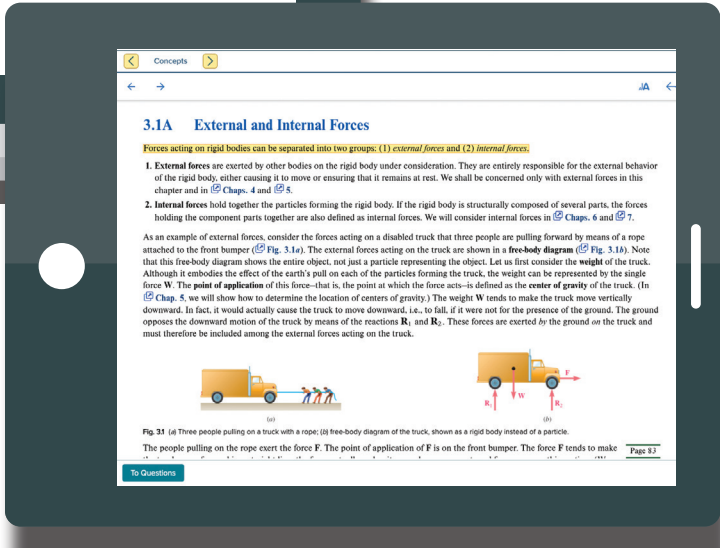 Concepts
3.1A External and Internal Forces
Forces acting on rigid bodies can be separated into two groups: (1) external forces and (2) internal forces.
1. External forces are exerted by other bodies on the rigid body under consideration. They are entirely responsible for the external behavior
of the rigid body, either causing it to move or ensuring that it remains at rest. We shall be concerned only with external forces in this
chapter and in Chaps. 4 and 5.
2. Internal forces hold together the particles forming the rigid body. If the rigid body is structurally composed of several parts, the forces
holding the component parts together are also defined as internal forces. We will consider internal forces in Chaps. 6 and 7.
As an example of external forces, consider the forces acting on a disabled truck that three people are pulling forward by means of a rope
attached to the front bumper (Fig. 3.1a). The external forces acting on the truck are shown in a free-body diagram (Fig. 3.1b). Note
that this free-body diagram shows the entire object, not just a particle representing the object. Let us first consider the weight of the truck.
Although it embodies the effect of the earth's pull on each of the particles forming the truck, the weight can be represented by the single
force W. The point of application of this force—that is, the point at which the force acts—is defined as the center of gravity of the truck. (In
Chap. 5, we will show how to determine the location of centers of gravity.) The weight W tends to make the truck move vertically
downward. In fact, it would actually cause the truck to move downward, i.e., to fall, if it were not for the presence of the ground. The ground
opposes the downward motion of the truck by means of the reactions R₁ and R₂. These forces are exerted by the ground on the truck and
must therefore be included among the external forces acting on the truck.
F
W
R₁
R₂
(a)
(b)
Fig. 3.1 (a) Three people pulling on a truck with a rope; (b) free-body diagram of the truck, shown as a rigid body instead of a particle.
The people pulling on the rope exert the force F. The point of application of F is on the front bumper. The force F tends to make
Page 83
To Questions